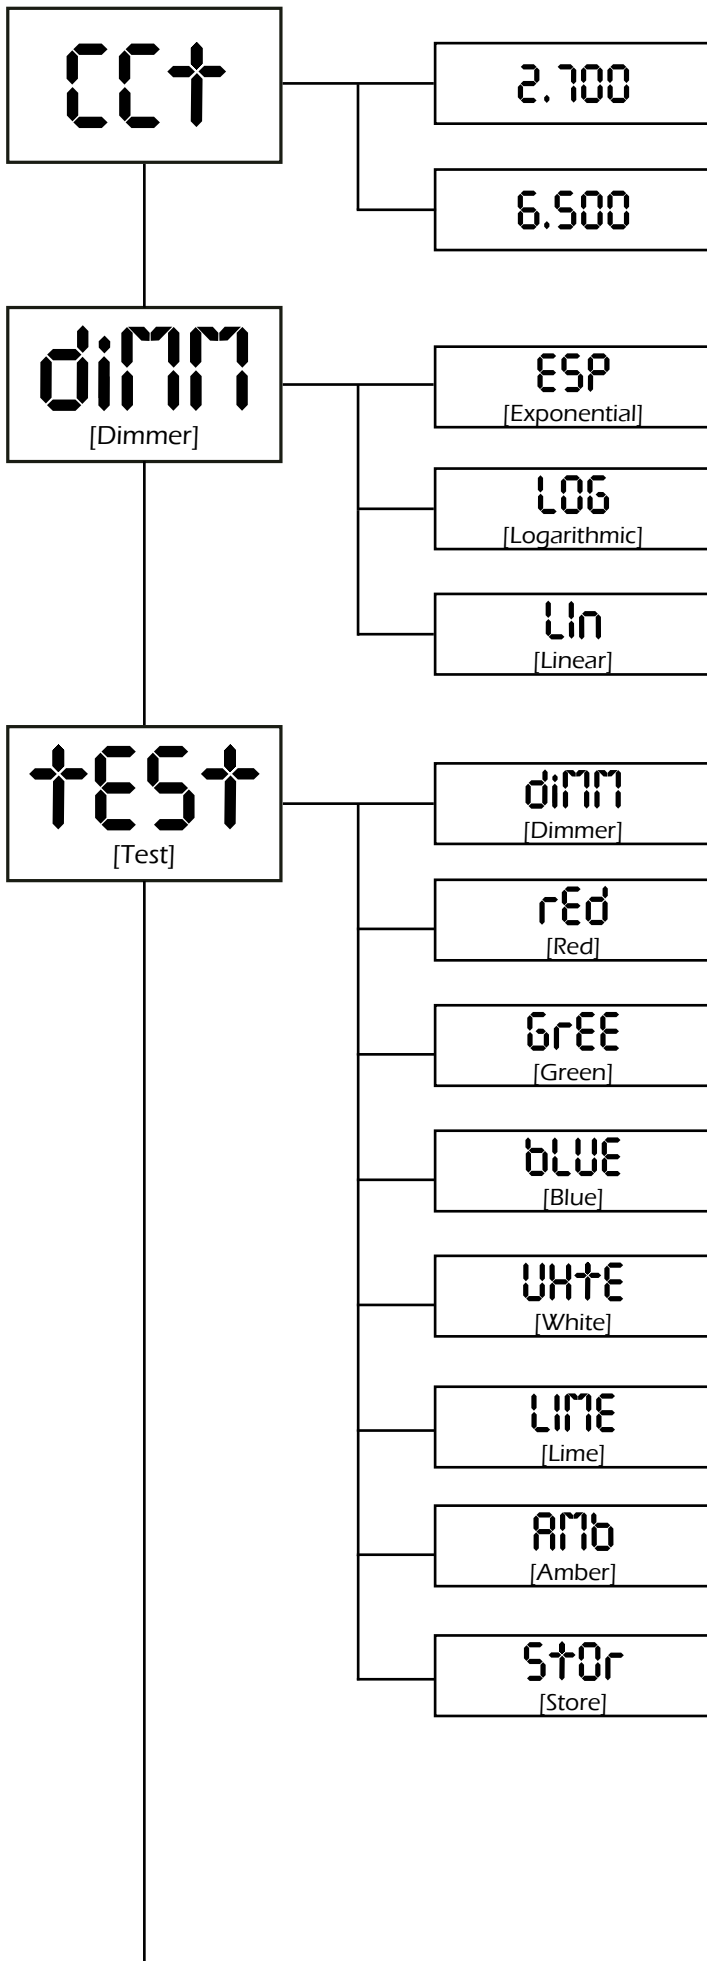 CCt
2.700
6.500
diMM
[Dimmer]
ESP
[Exponential]
LOG
[Logarithmic]
LIn
[Linear]
tESt
[Test]
diMM
[Dimmer]
rEd
[Red]
GrEE
[Green]
bLUE
[Blue]
UHtE
[White]
LIME
[Lime]
AMb
[Amber]
StOr
[Store]